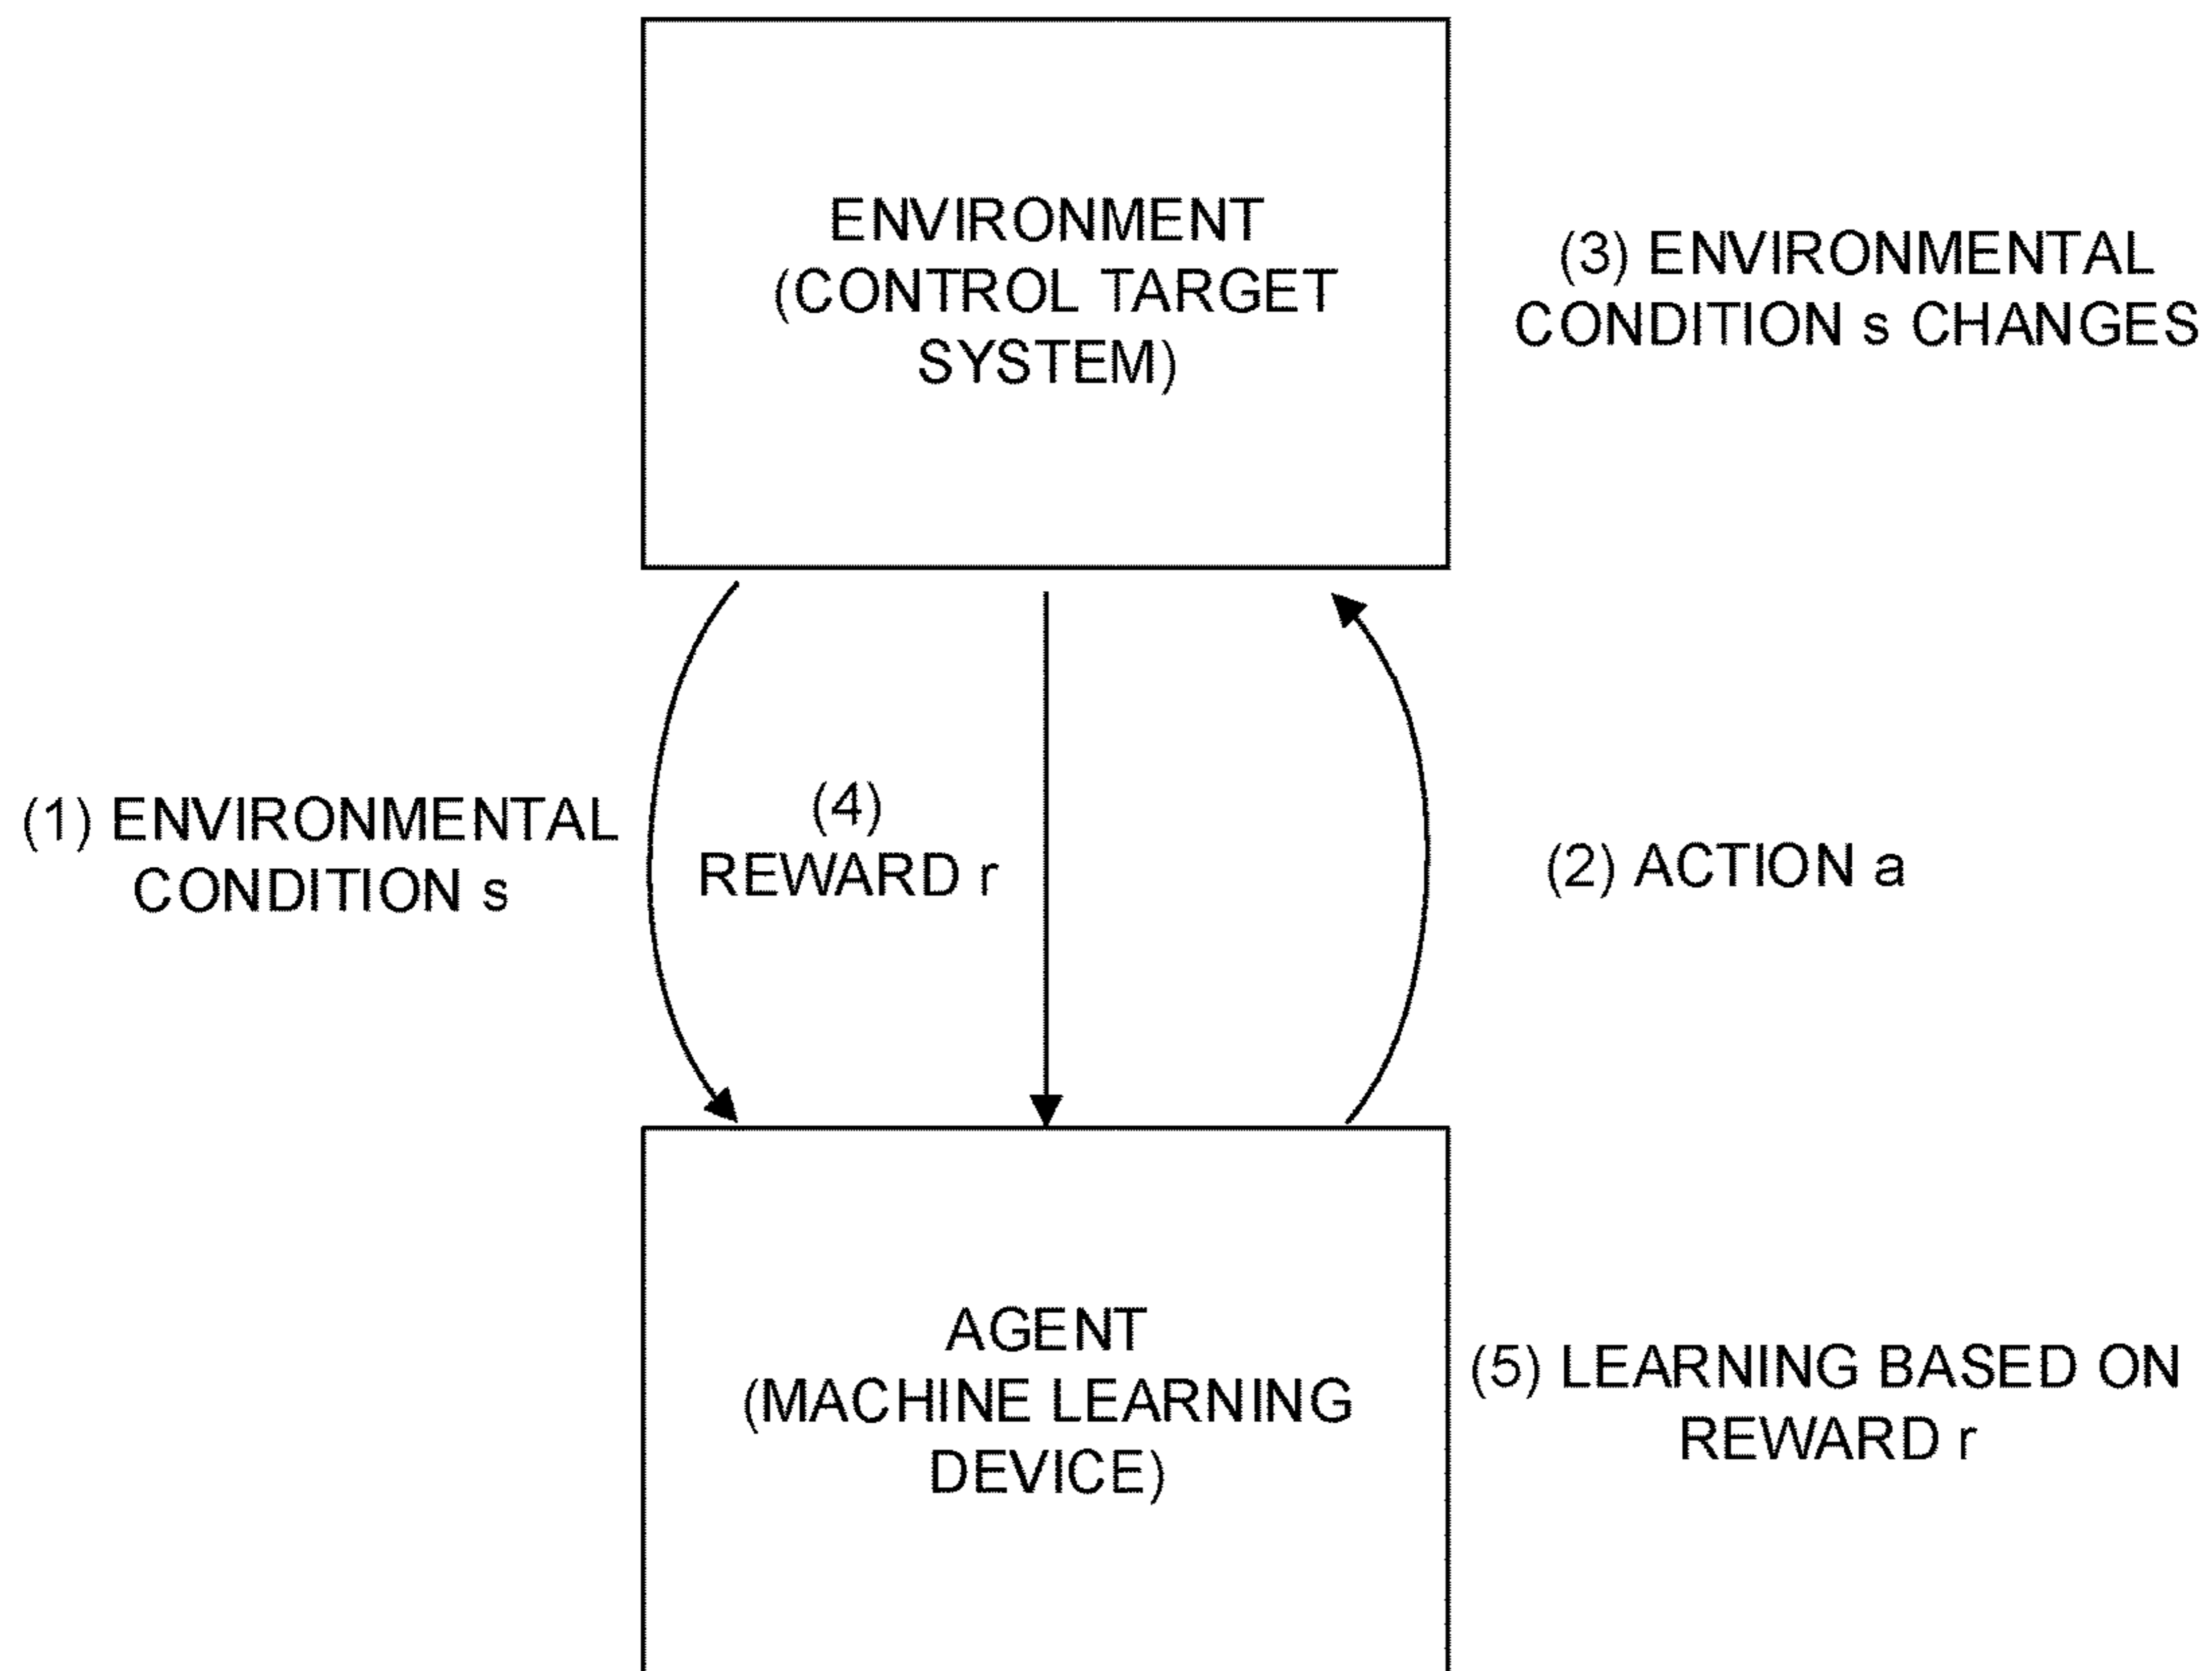 ENVIRONMENT
(CONTROL TARGET
SYSTEM)
(3) ENVIRONMENTAL
CONDITION s CHANGES
(1) ENVIRONMENTAL
CONDITION s
(4)
REWARD r
(2) ACTION a
AGENT
(MACHINE LEARNING
DEVICE)
(5) LEARNING BASED ON
REWARD r